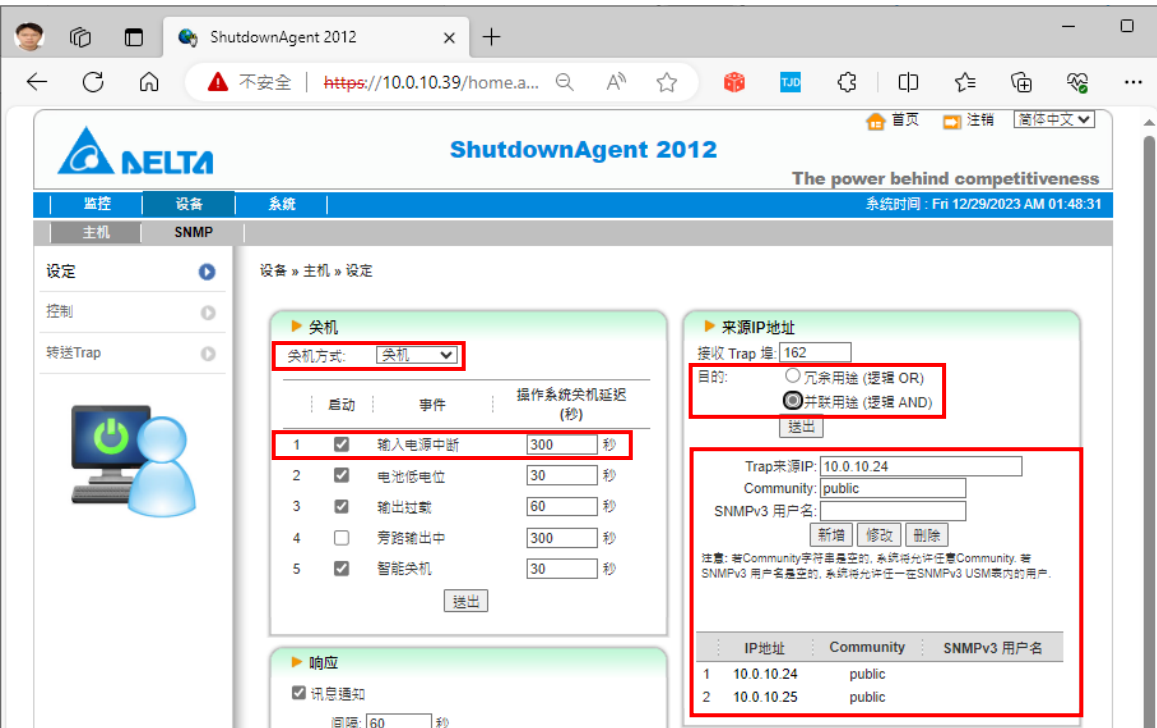 ShutdownAgent 2012
不安全 https://10.0.10.39/home.a...
TJD
首页 注销 简体中文
DELTA
ShutdownAgent 2012
The power behind competitiveness
监控 设备 系统 系统时间 : Fri 12/29/2023 AM 01:48:31
主机 SNMP
设定
控制
转送Trap
设备 » 主机 » 设定
关机
关机方式: 关机
启动 事件 操作系统关机延迟
(秒)
1 输入电源中断 300 秒
2 电池低电位 30 秒
3 输出过载 60 秒
4 旁路输出中 300 秒
5 智能关机 30 秒
送出
响应
讯息通知
间隔: 60 秒
来源IP地址
接收 Trap 埠: 162
目的: 冗余用途 (逻辑 OR)
并联用途 (逻辑 AND)
送出
Trap来源IP: 10.0.10.24
Community: public
SNMPv3 用户名:
新增 修改 删除
注意: 若Community字符串是空的, 系统将允许任意Community. 若
SNMPv3 用户名是空的, 系统将允许任一在SNMPv3 USM表内的用户.
IP地址 Community SNMPv3 用户名
1 10.0.10.24 public
2 10.0.10.25 public